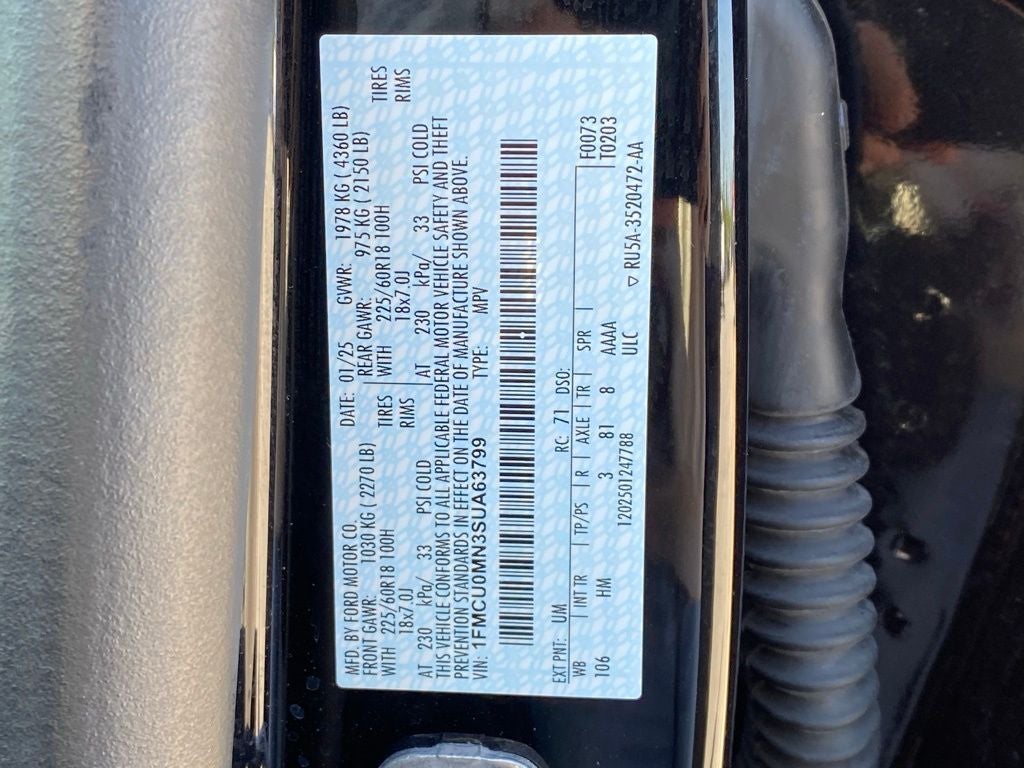 MFD. BY FORD MOTOR CO.
DATE: 01/25 GVWR: 1978 KG ( 4360 LB)
FRONT GAWR: 1030 KG ( 2270 LB)
REAR GAWR: 975 KG ( 2150 LB)
WITH 225/60R18 100H TIRES
WITH 225/60R18 100H TIRES
18x7.0J RIMS
18x7.0J RIMS
AT 230 kPa/ 33 PSI COLD
AT 230 kPa/ 33 PSI COLD
THIS VEHICLE CONFORMS TO ALL APPLICABLE FEDERAL MOTOR VEHICLE SAFETY AND THEFT
PREVENTION STANDARDS IN EFFECT ON THE DATE OF MANUFACTURE SHOWN ABOVE.
VIN: 1FMCU0MN3SUA63799 TYPE: MPV
EXT PNT: UM RC: 71 DSO:
WB | INT TR | TP/PS | R | AXLE | TR | SPR | F0073
106 HM 3 81 8 AAAA T0203
ULC
1202501247788
▽ RU5A-3520472-AA